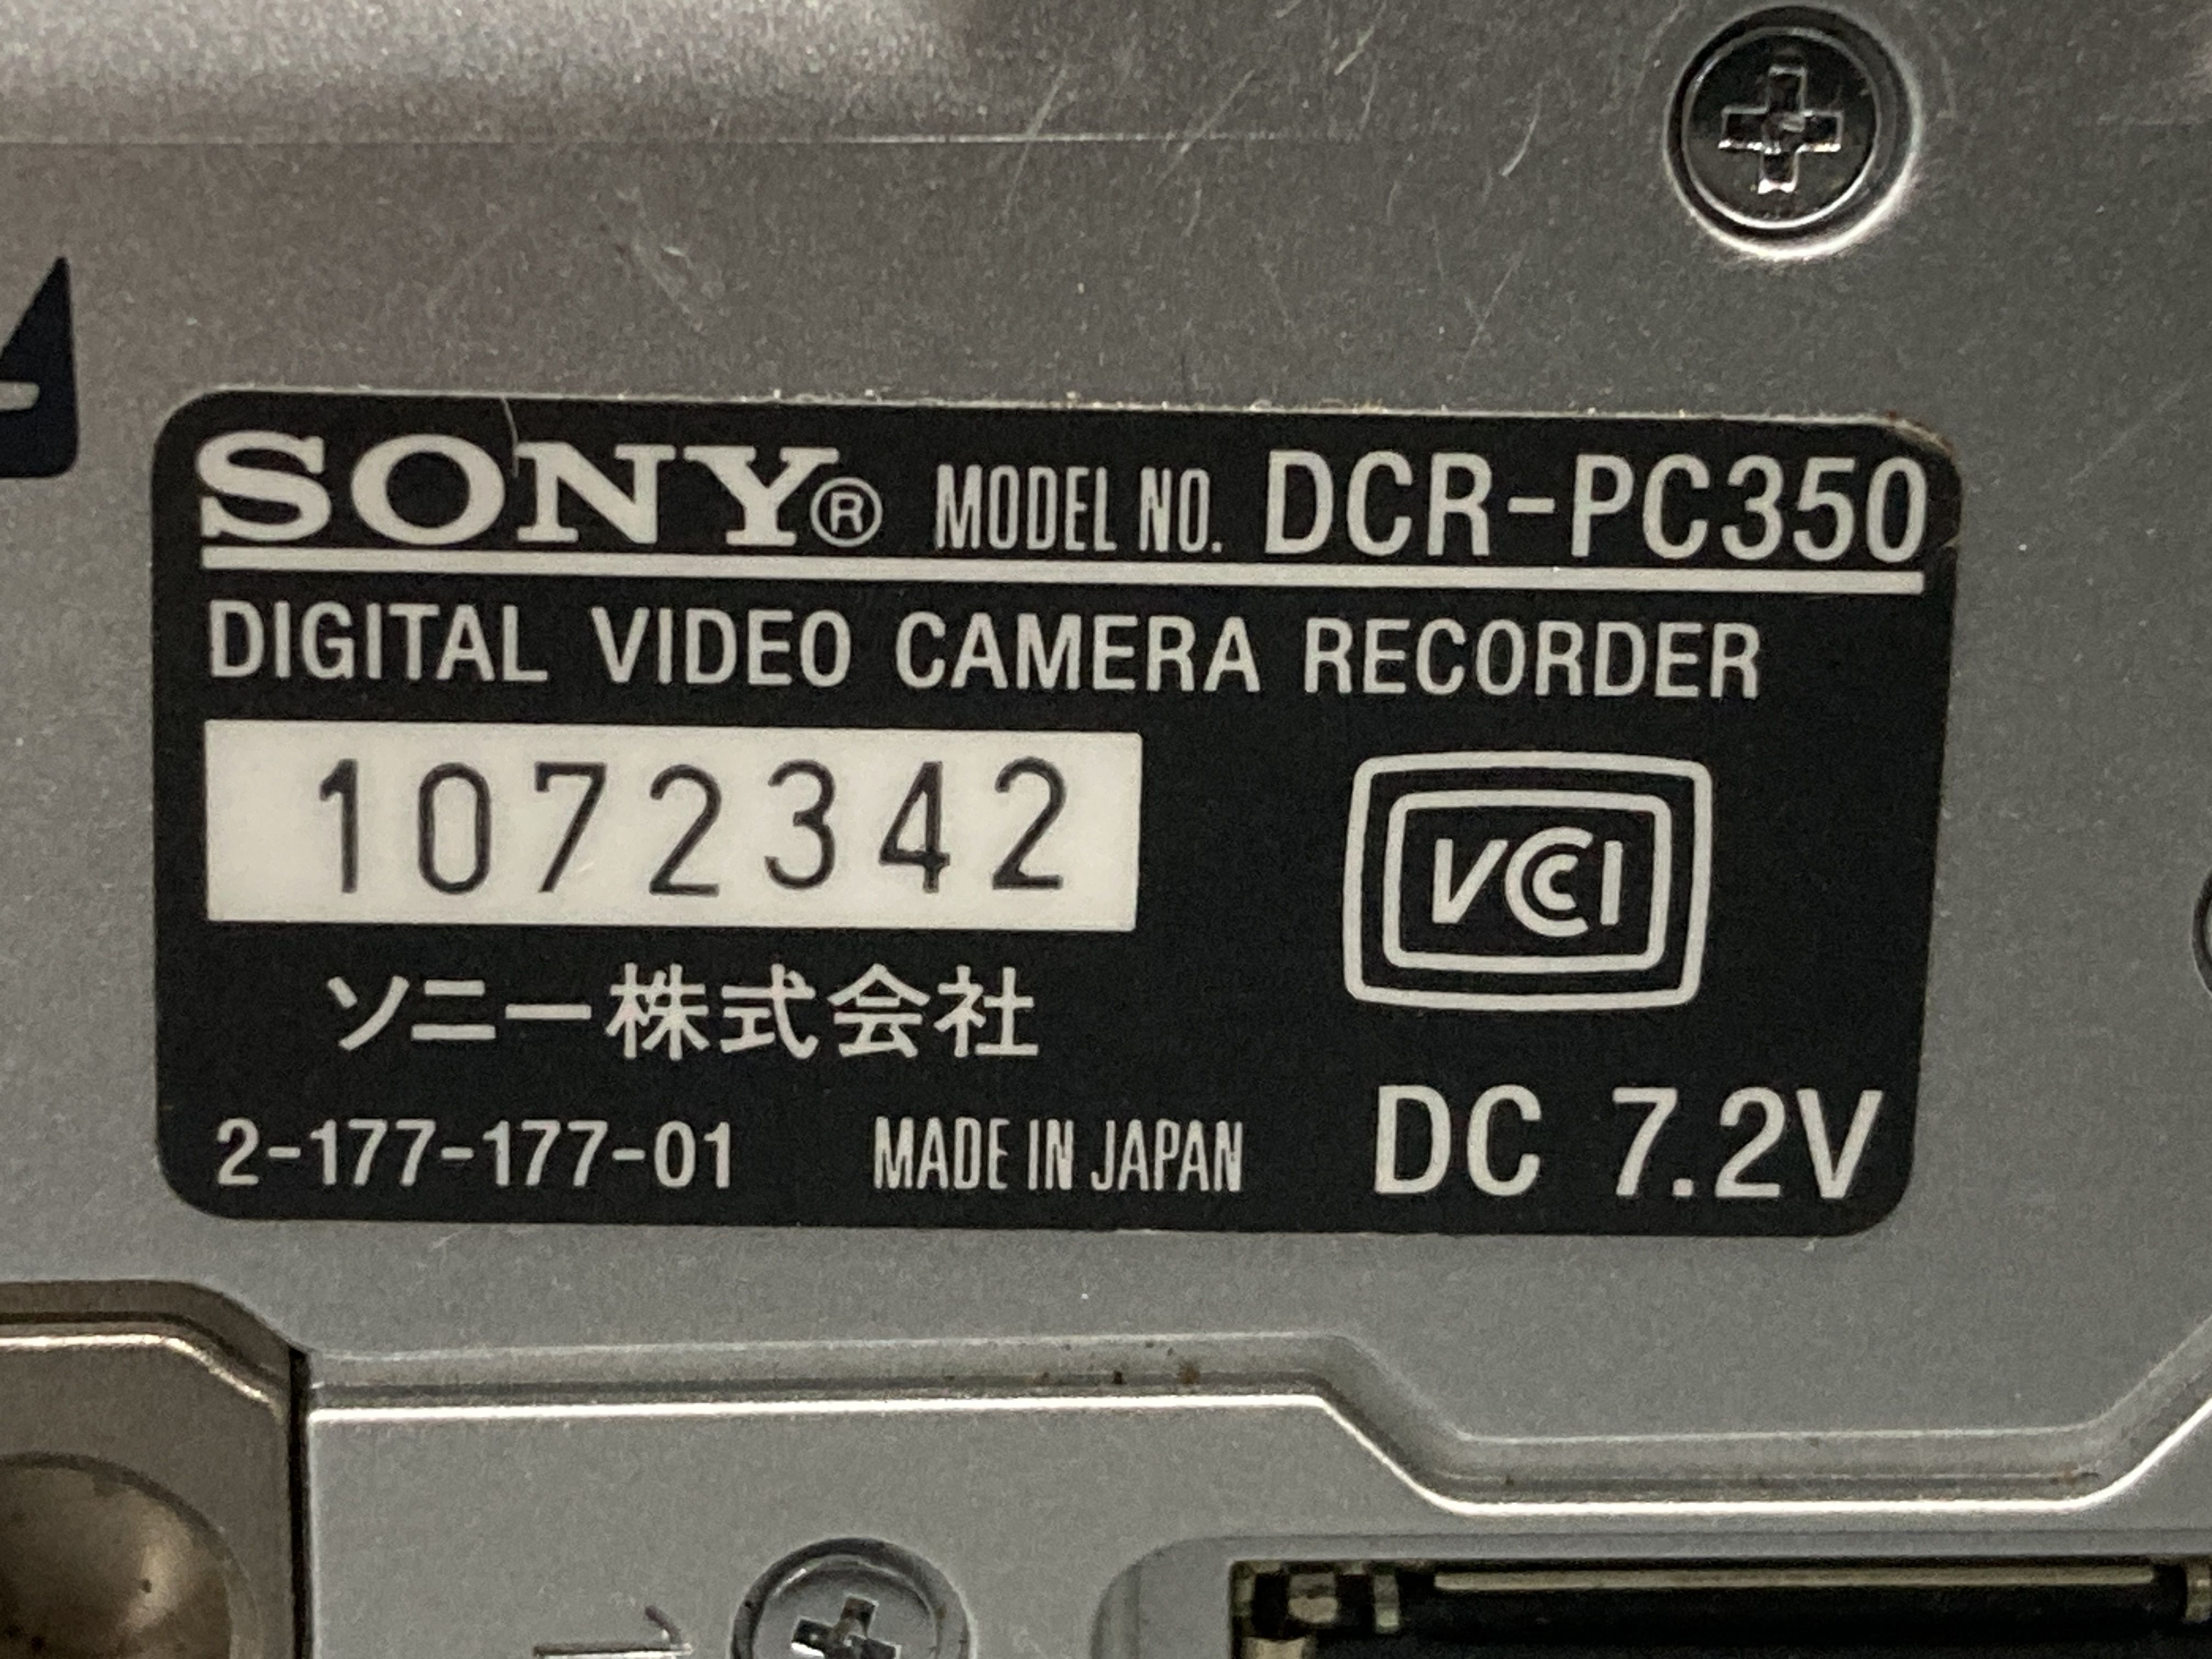 SONY® MODEL NO. DCR-PC350
DIGITAL VIDEO CAMERA RECORDER
1072342
VCCI
ソニー株式会社
2-177-177-01 MADE IN JAPAN DC 7.2V